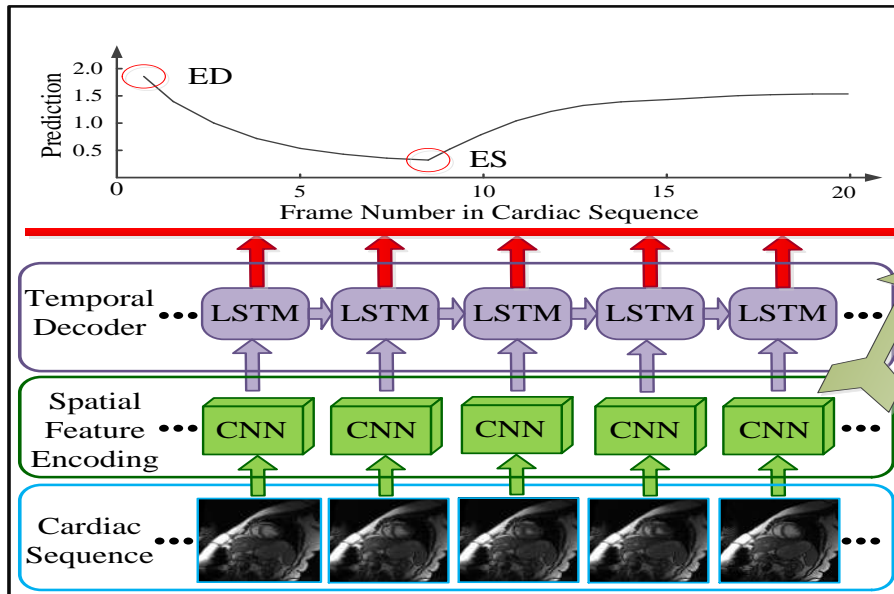 2.0
ED
1.5
1.0
0.5
Prediction
ES
0 5 10 15 20
Frame Number in Cardiac Sequence
Temporal
Decoder
••• LSTM LSTM LSTM LSTM LSTM •••
Spatial
Feature
Encoding
••• CNN CNN CNN CNN CNN •••
Cardiac
Sequence
••• •••